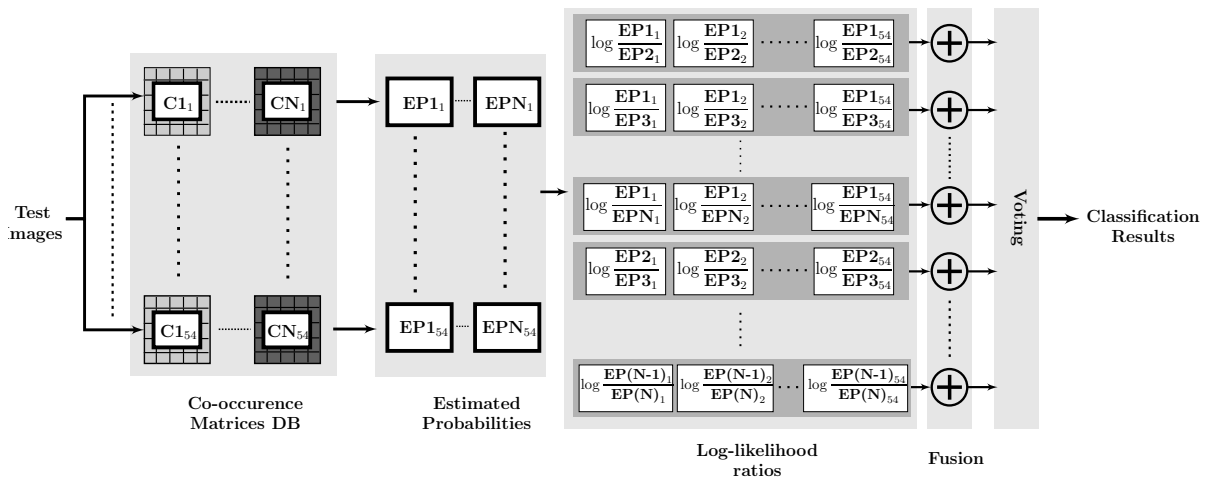 log EP1₁/EP2₁ log EP1₂/EP2₂ ...... log EP1₅₄/EP2₅₄
C1₁ CN₁ EP1₁ EPN₁
log EP1₁/EP3₁ log EP1₂/EP3₂ ...... log EP1₅₄/EP3₅₄
Test
Images
log EP1₁/EPN₁ log EP1₂/EPN₂ ...... log EP1₅₄/EPN₅₄
Voting
Classification
Results
log EP2₁/EP3₁ log EP2₂/EP3₂ ...... log EP2₅₄/EP3₅₄
C1₅₄ CN₅₄ EP1₅₄ EPN₅₄
log EP(N-1)₁/EP(N)₁ log EP(N-1)₂/EP(N)₂ ... log EP(N-1)₅₄/EP(N)₅₄
Co-occurence
Matrices DB
Estimated
Probabilities
Log-likelihood
ratios
Fusion